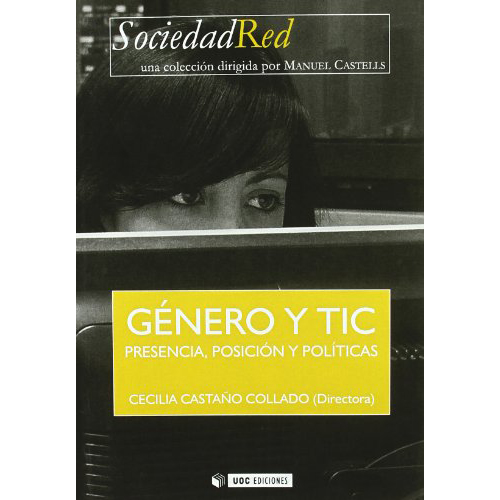 SociedadRed
una colección dirigida por MANUEL CASTELLS
GÉNERO Y TIC
PRESENCIA, POSICIÓN Y POLÍTICAS
CECILIA CASTAÑO COLLADO (Directora)
UOC EDICIONES